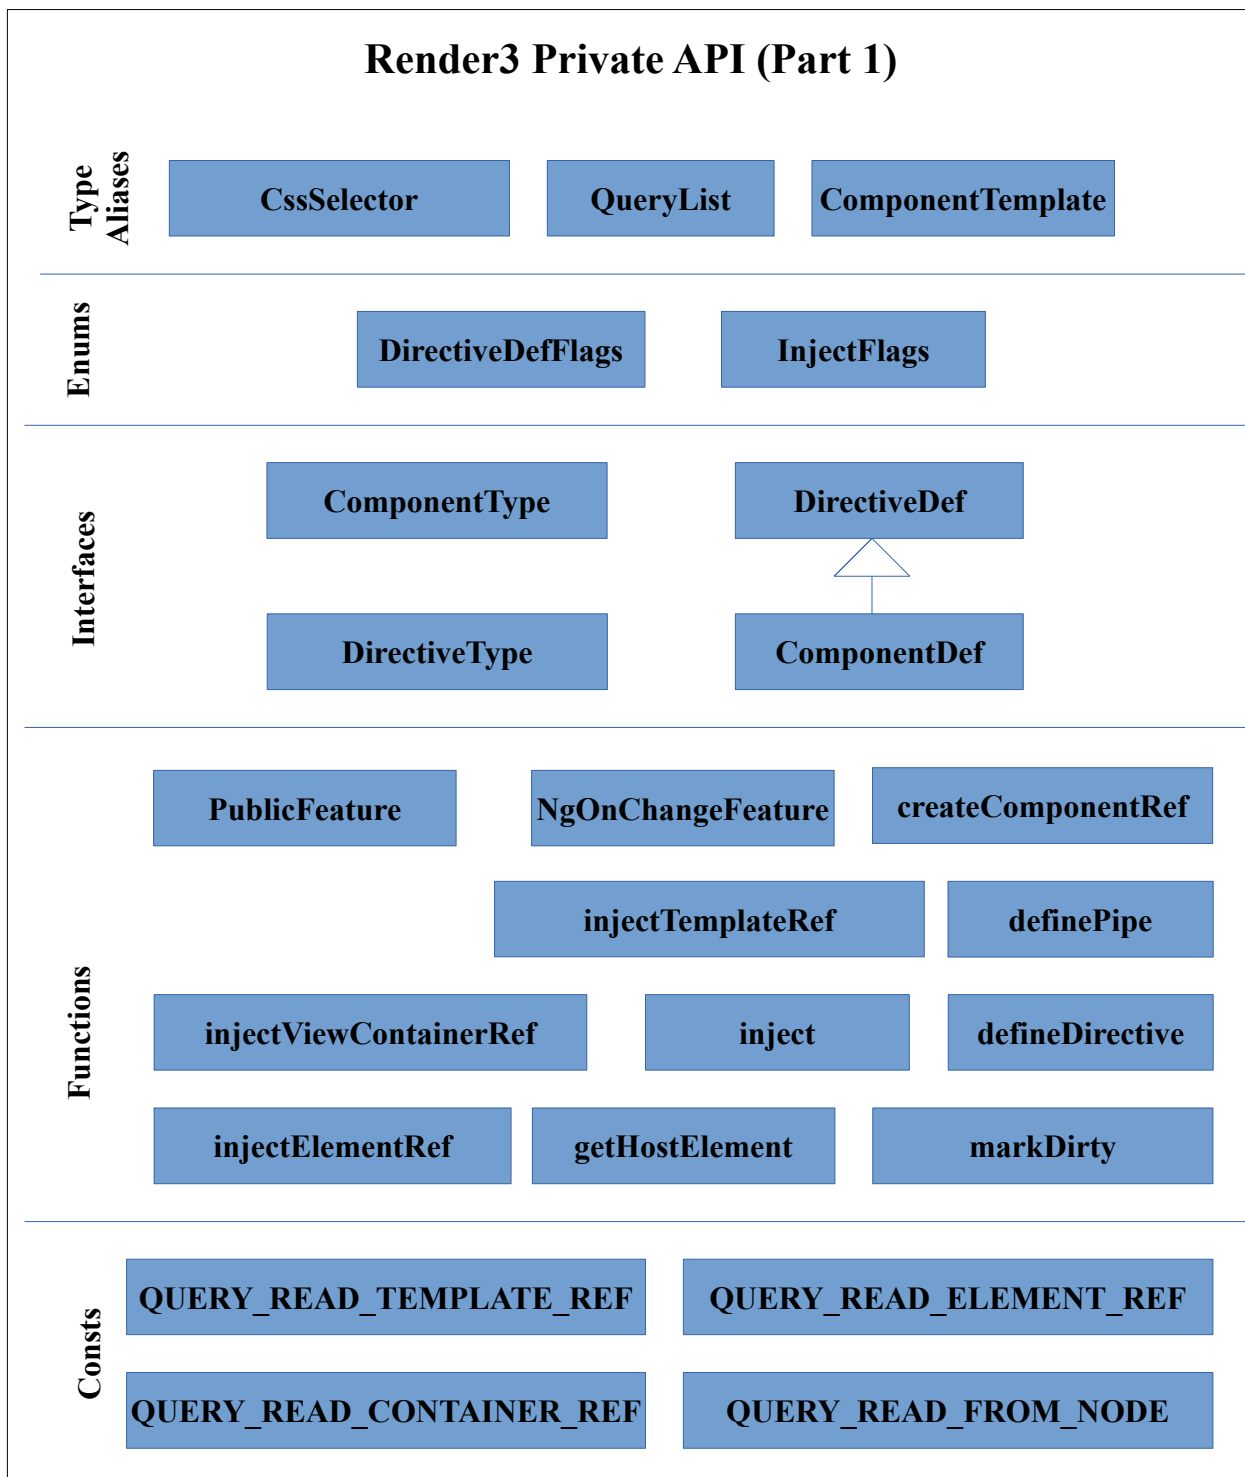 Render3 Private API (Part 1)
Type
Aliases
CssSelector
QueryList
ComponentTemplate
Enums
DirectiveDefFlags
InjectFlags
Interfaces
ComponentType
DirectiveDef
DirectiveType
ComponentDef
Functions
PublicFeature
NgOnChangeFeature
createComponentRef
injectTemplateRef
definePipe
injectViewContainerRef
inject
defineDirective
injectElementRef
getHostElement
markDirty
Consts
QUERY_READ_TEMPLATE_REF
QUERY_READ_ELEMENT_REF
QUERY_READ_CONTAINER_REF
QUERY_READ_FROM_NODE